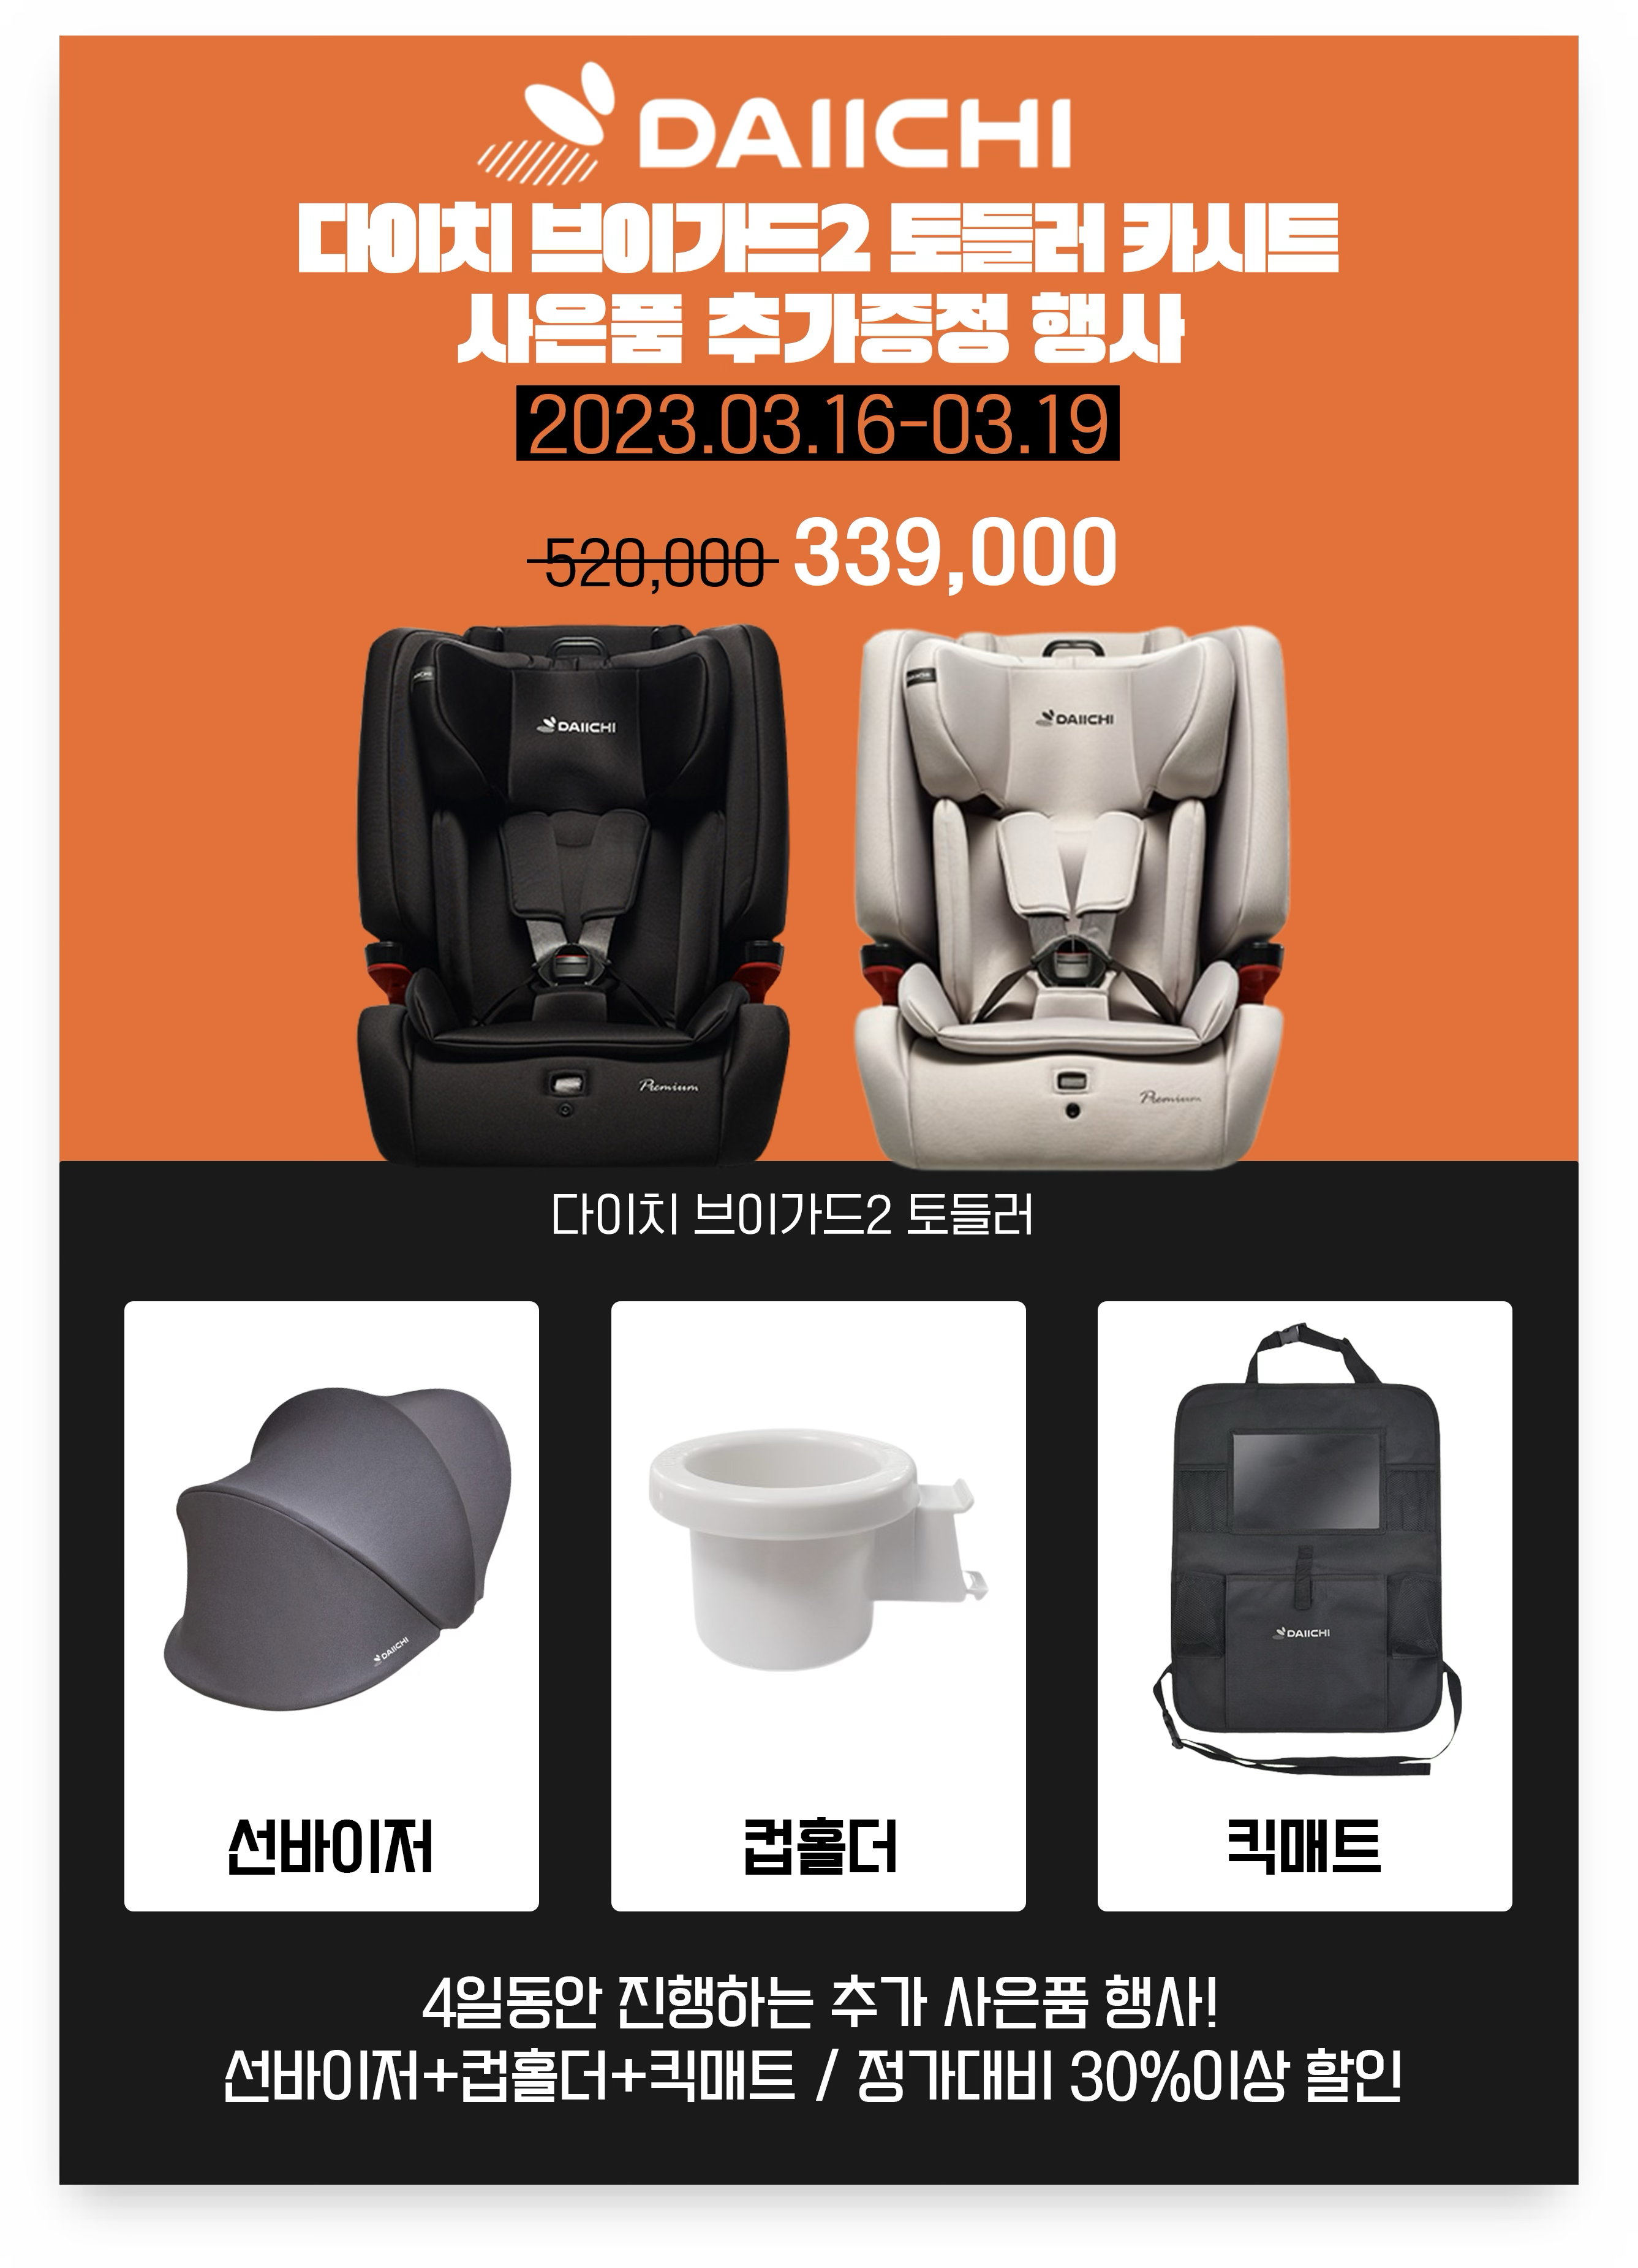 DAIICHI
다이치 브이가드2 토들러 카시트
사은품 추가증정 행사
2023.03.16-03.19
520,000 339,000
DAIICHI
DAIICHI
Premium
Premium
다이치 브이가드2 토들러
DAIICHI
DAIICHI
선바이저
컵홀더
킥매트
4일동안 진행하는 추가 사은품 행사!
선바이저+컵홀더+킥매트 / 정가대비 30%이상 할인